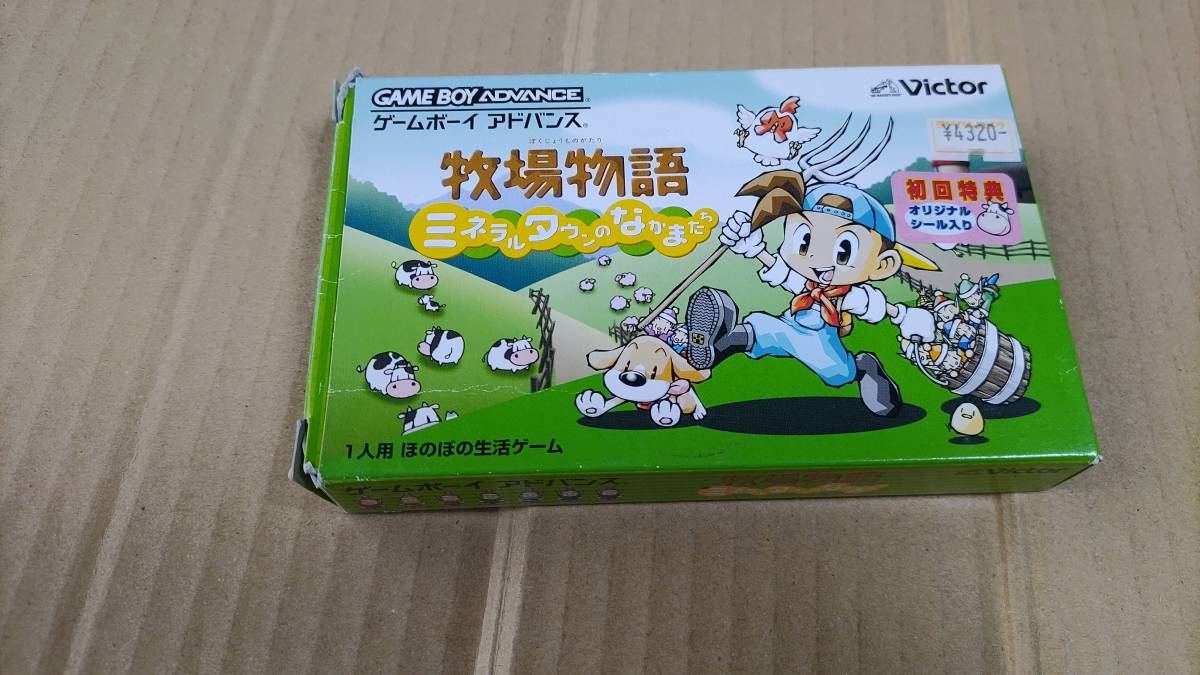 GAME BOY ADVANCE
ゲームボーイ アドバンス
Victor
¥4320-
ぼくじょうものがたり
牧場物語
ミネラルタウンのなかまたち
初回特典
オリジナル
シール入り
1人用 ほのぼの生活ゲーム
ゲームボーイ アドバンス
牧場物語
Victor